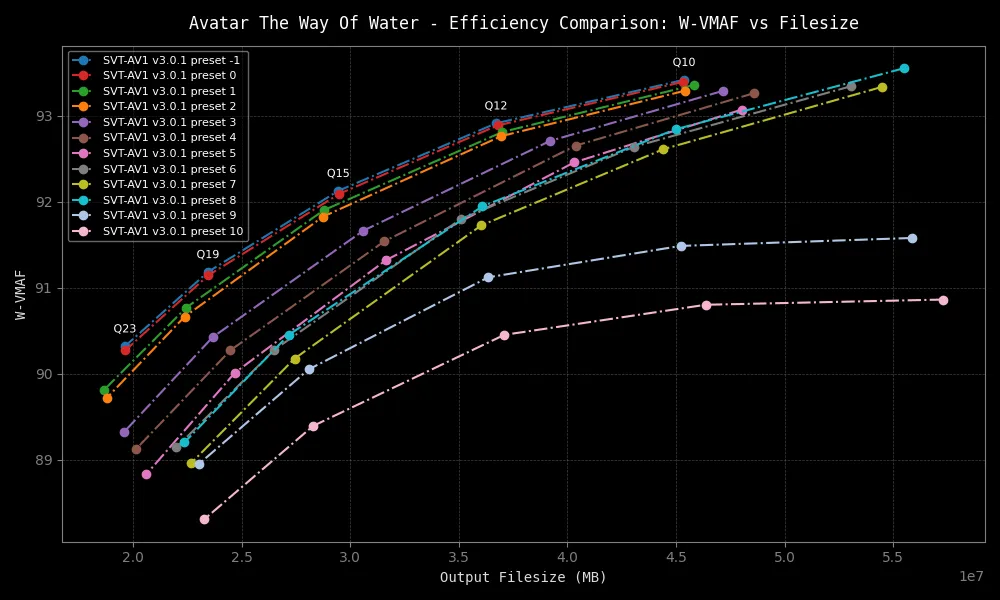 Avatar The Way Of Water - Efficiency Comparison: W-VMAF vs Filesize
SVT-AV1 v3.0.1 preset -1
SVT-AV1 v3.0.1 preset 0
SVT-AV1 v3.0.1 preset 1
SVT-AV1 v3.0.1 preset 2
SVT-AV1 v3.0.1 preset 3
SVT-AV1 v3.0.1 preset 4
SVT-AV1 v3.0.1 preset 5
SVT-AV1 v3.0.1 preset 6
SVT-AV1 v3.0.1 preset 7
SVT-AV1 v3.0.1 preset 8
SVT-AV1 v3.0.1 preset 9
SVT-AV1 v3.0.1 preset 10
Q10
Q12
Q15
Q19
Q23
W-VMAF
93
92
91
90
89
2.0 2.5 3.0 3.5 4.0 4.5 5.0 5.5
1e7
Output Filesize (MB)